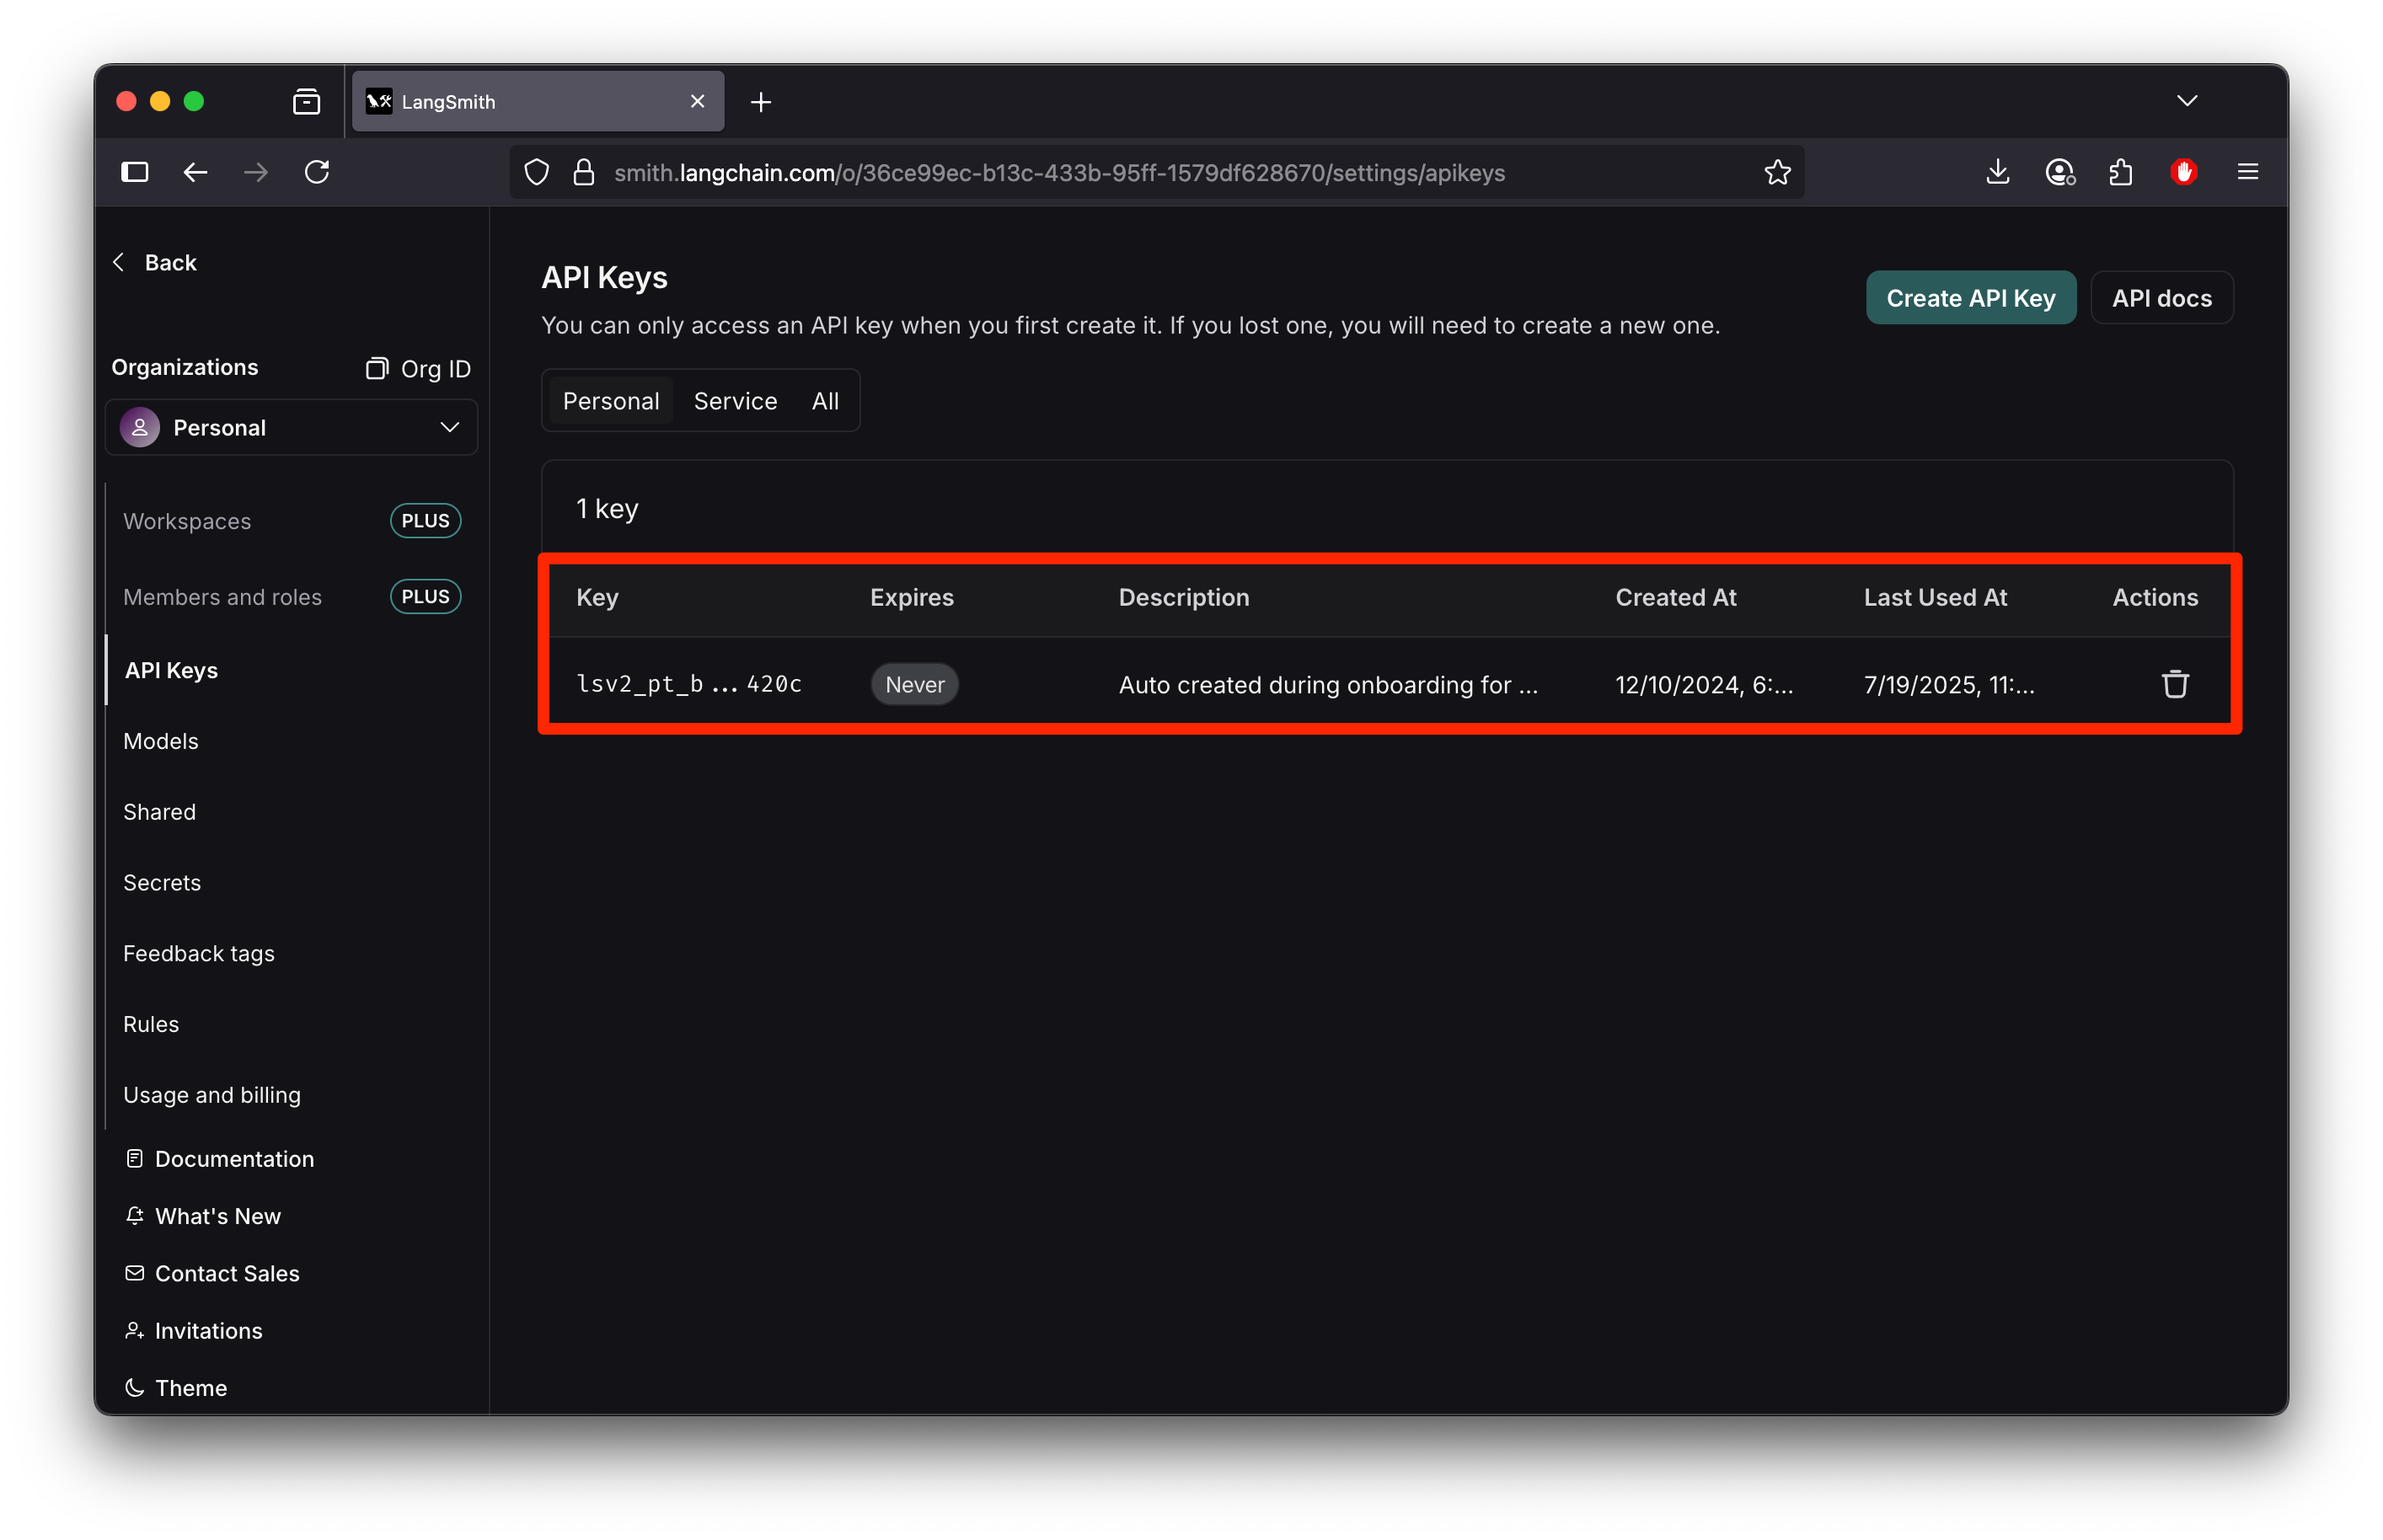 LangSmith
smith.langchain.com/o/36ce99ec-b13c-433b-95ff-1579df628670/settings/apikeys
Back
Organizations
Org ID
Personal
Workspaces
PLUS
Members and roles
PLUS
API Keys
Models
Shared
Secrets
Feedback tags
Rules
Usage and billing
Documentation
What's New
Contact Sales
Invitations
Theme
API Keys
You can only access an API key when you first create it. If you lost one, you will need to create a new one.
Create API Key
API docs
Personal Service All
1 key
Key Expires Description Created At Last Used At Actions
lsv2_pt_b...420c Never Auto created during onboarding for ... 12/10/2024, 6:... 7/19/2025, 11:...